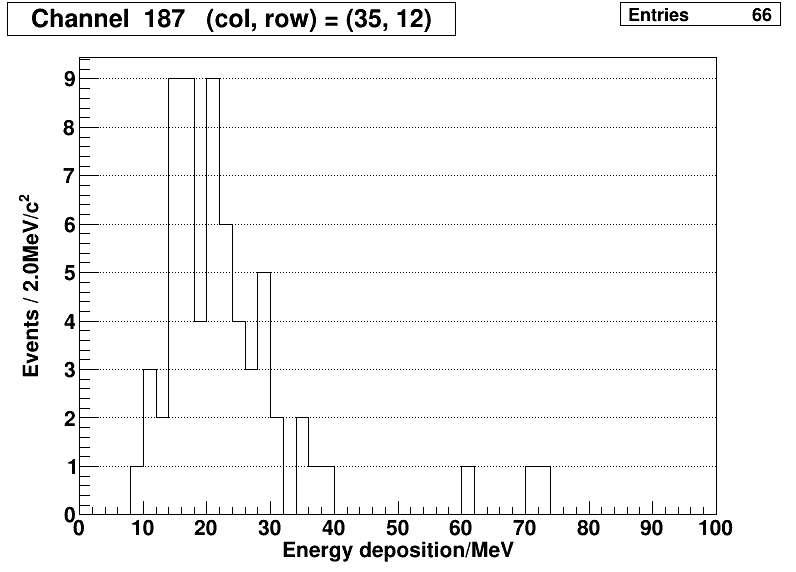 Channel 187 (col, row) = (35, 12)
Entries 66
Events / 2.0MeV/c²
9
8
7
6
5
4
3
2
1
0
0 10 20 30 40 50 60 70 80 90 100
Energy deposition/MeV